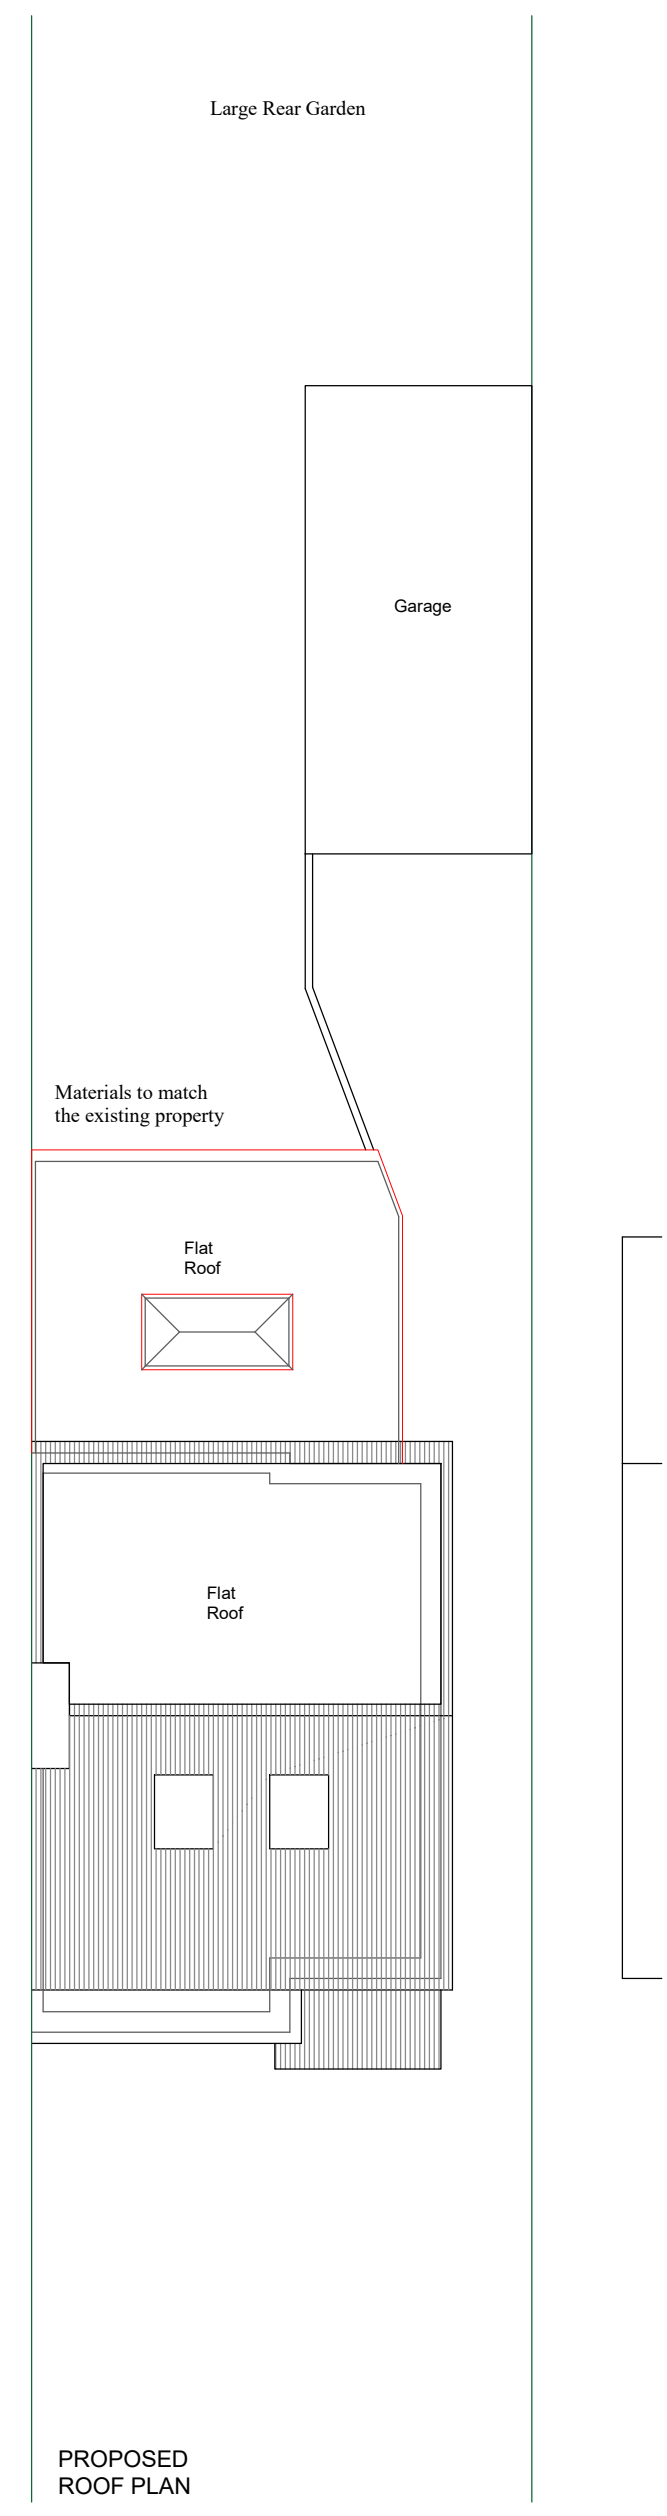 Large Rear Garden
Garage
Materials to match
the existing property
Flat
Roof
Flat
Roof
PROPOSED
ROOF PLAN